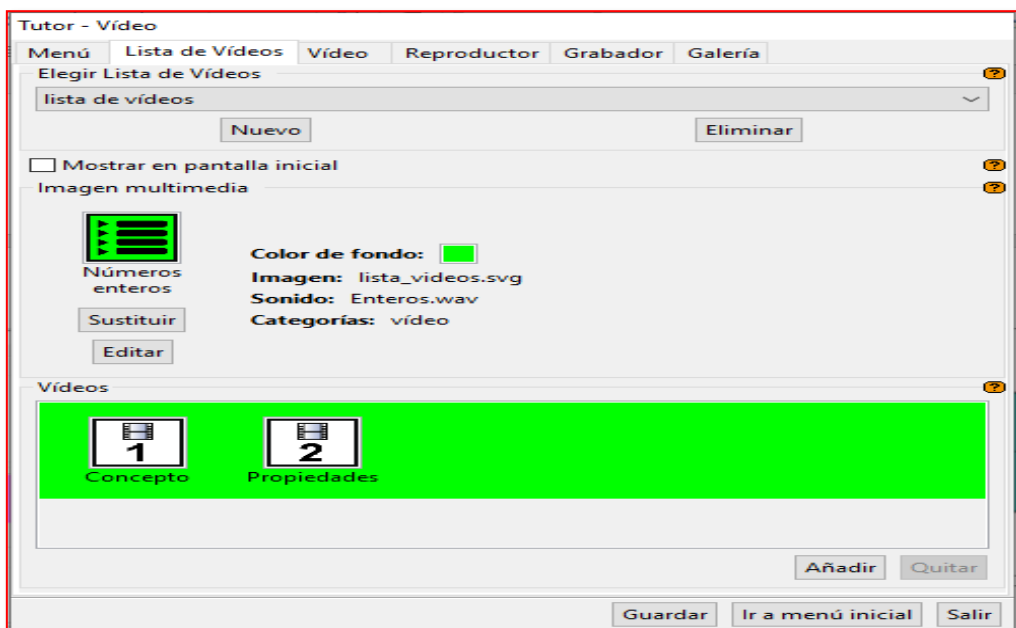 Tutor - Vídeo
Menú Lista de Vídeos Vídeo Reproductor Grabador Galería
Elegir Lista de Vídeos ?
lista de vídeos
Nuevo Eliminar
Mostrar en pantalla inicial ?
Imagen multimedia ?
Números
enteros
Color de fondo:
Imagen: lista_videos.svg
Sonido: Enteros.wav
Categorías: vídeo
Sustituir
Editar
Vídeos ?
1 2
Concepto Propiedades
Añadir Quitar
Guardar Ir a menú inicial Salir